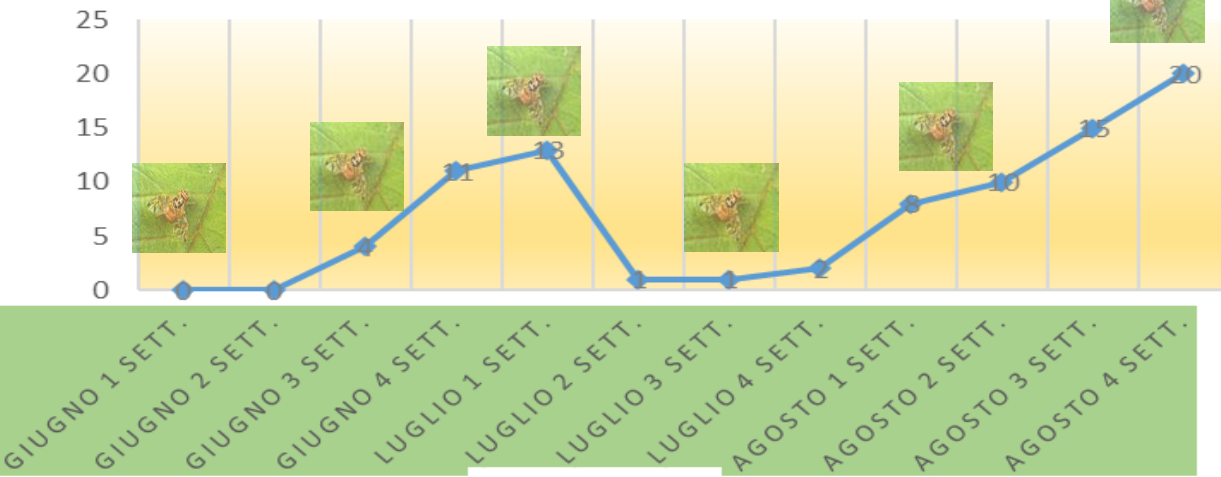 25
20
15
10
5
0
0 0 4 11 13 1 1 2 8 10 15 20
GIUGNO 1 SETT.
GIUGNO 2 SETT.
GIUGNO 3 SETT.
GIUGNO 4 SETT.
LUGLIO 1 SETT.
LUGLIO 2 SETT.
LUGLIO 3 SETT.
LUGLIO 4 SETT.
AGOSTO 1 SETT.
AGOSTO 2 SETT.
AGOSTO 3 SETT.
AGOSTO 4 SETT.